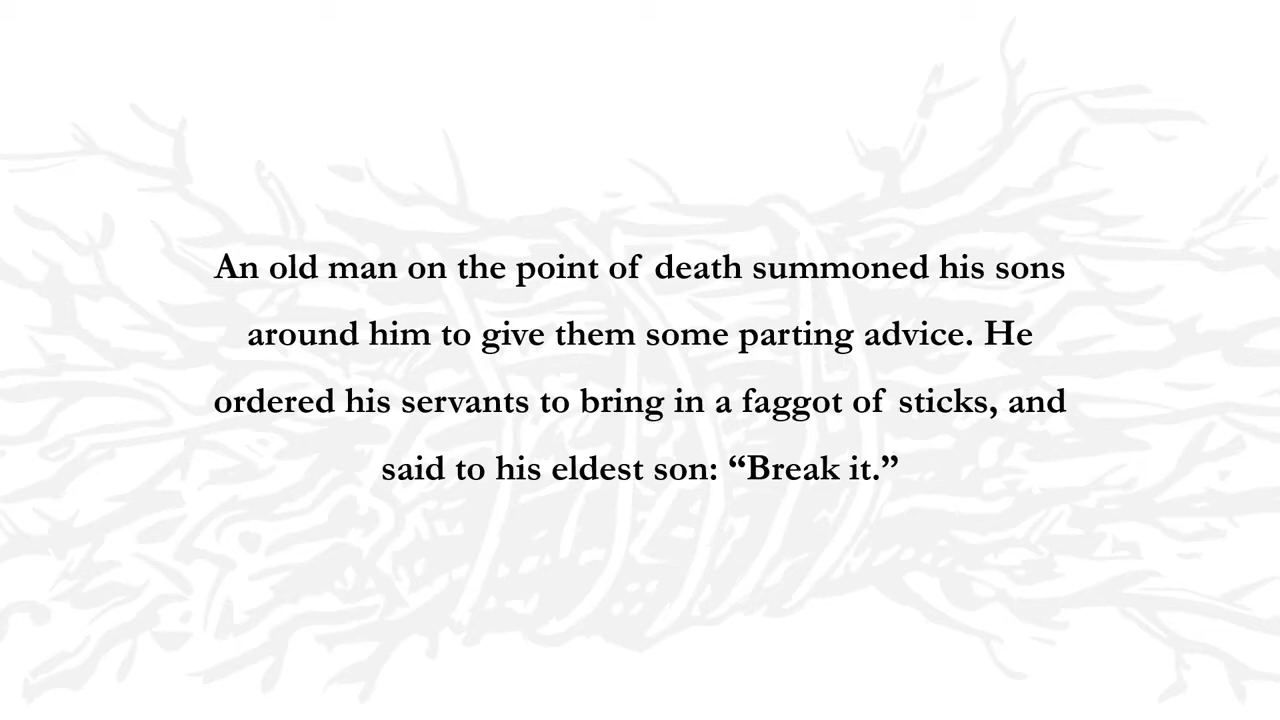 An old man on the point of death summoned his sons
around him to give them some parting advice. He
ordered his servants to bring in a faggot of sticks, and
said to his eldest son: “Break it.”